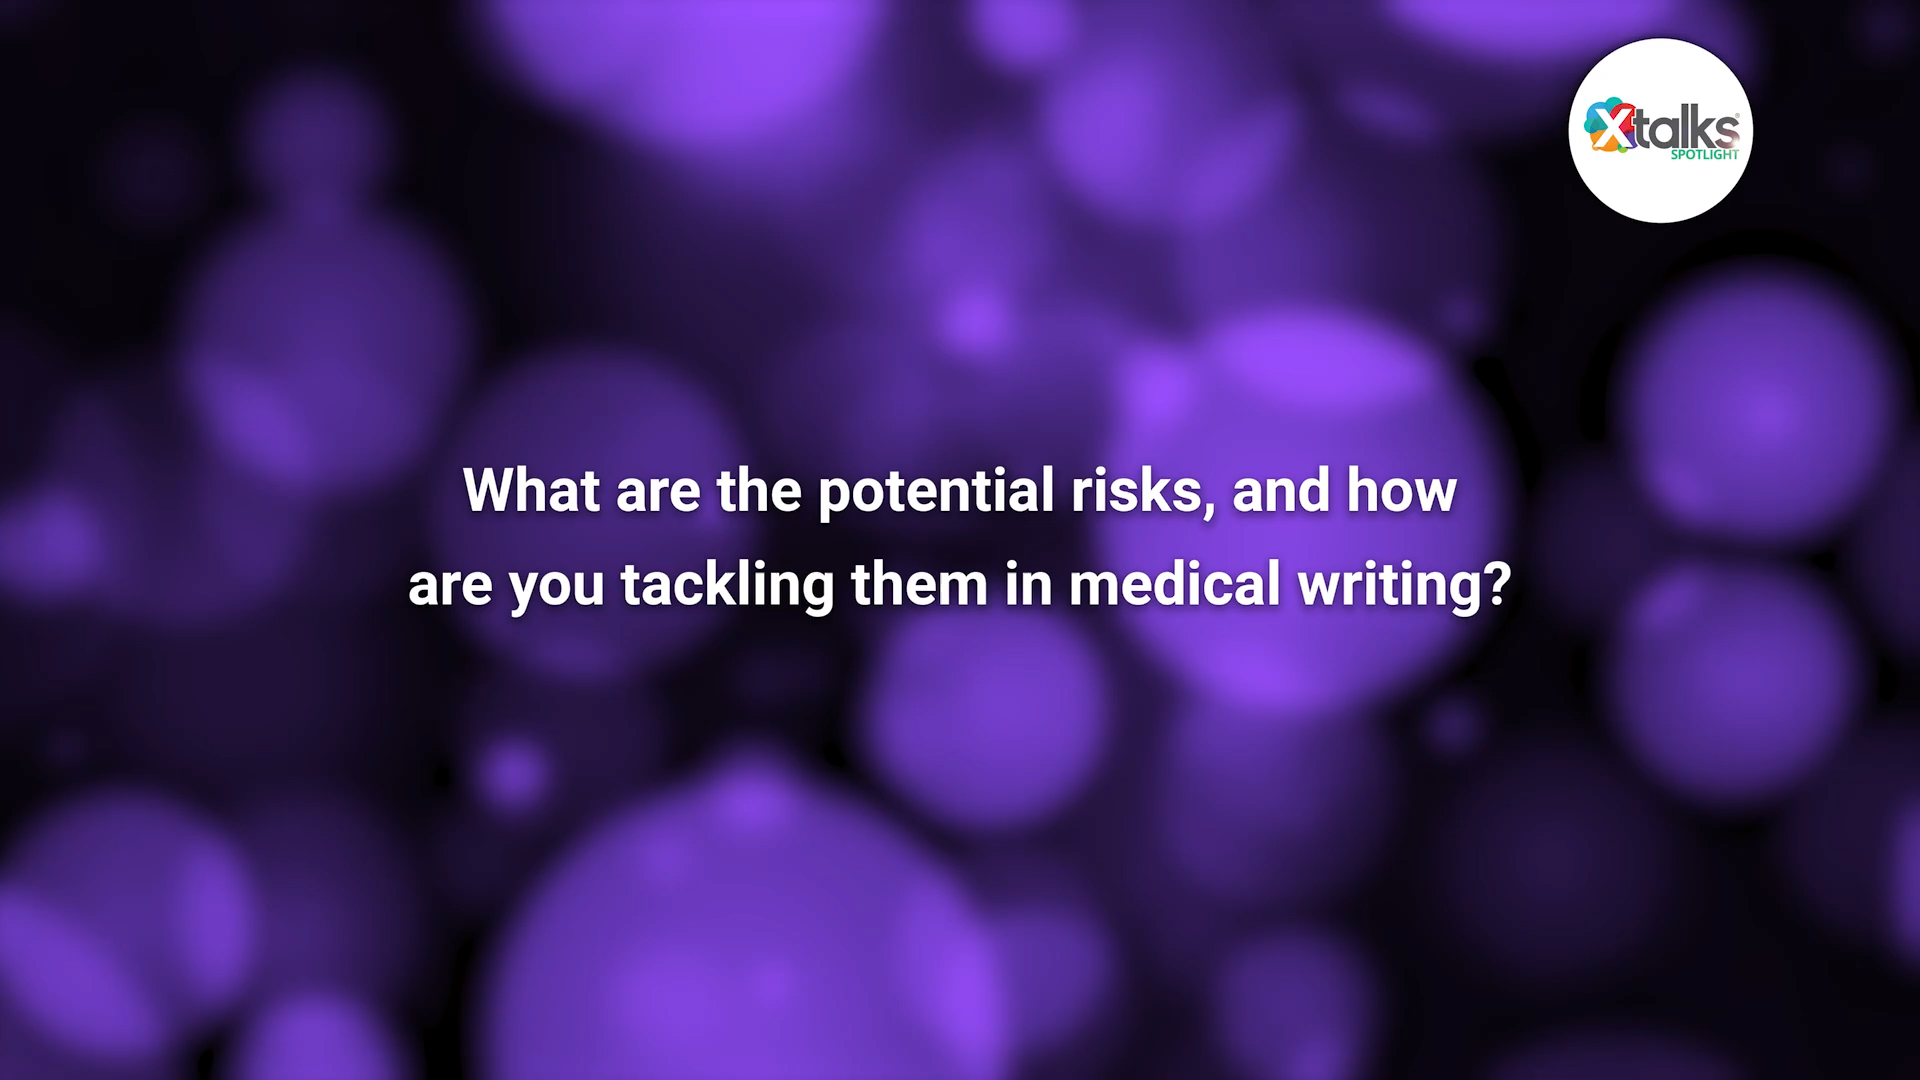 Xtalks
SPOTLIGHT
What are the potential risks, and how
are you tackling them in medical writing?